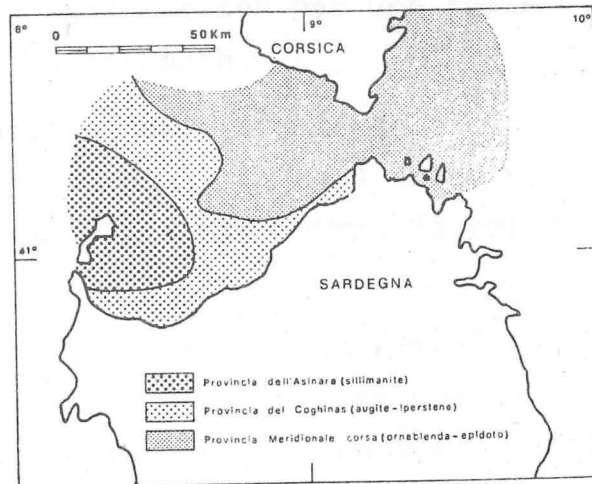 8° 9° 10°
0 50 Km
CORSICA
41°
SARDEGNA
Provincia dell'Asinara (sillimanite)
Provincia del Coghinas (augite-iperstene)
Provincia Meridionale corsa (orneblenda-epidoto)